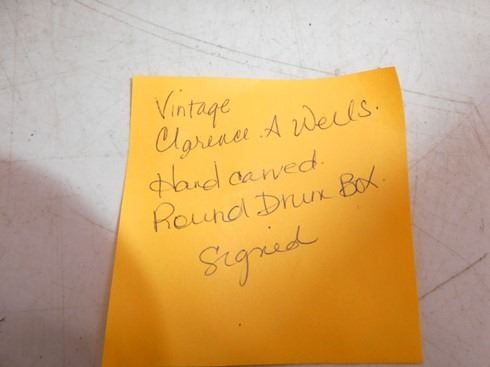 Vintage
Clarence. A Wells.
Hand carved.
Round Drum Box.
Signed